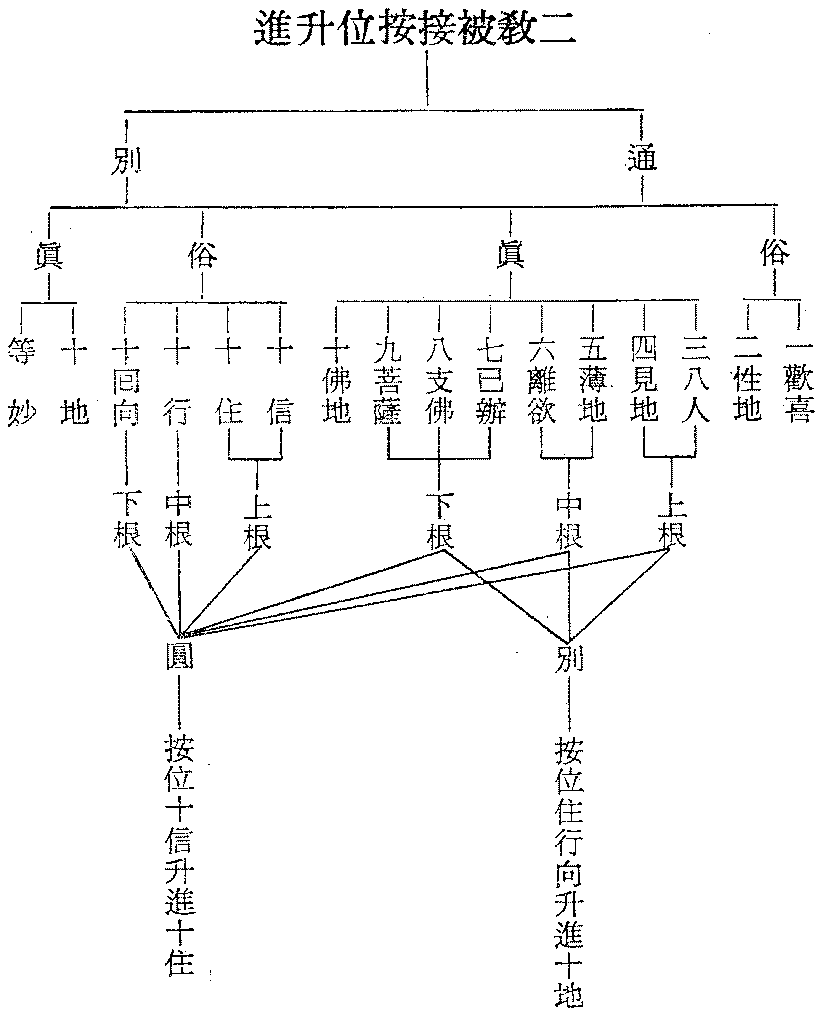 二教被接按位升進
通
別
俗
眞
俗
眞
一歡喜
二性地
三八人
四見地
五薄地
六離欲
七已辦
八支佛
九菩薩
十佛地
十信
十住
十行
十回向
十地
等妙
上根
中根
下根
上根
中根
下根
別
圓
按位住行向升進十地
按位十信升進十住